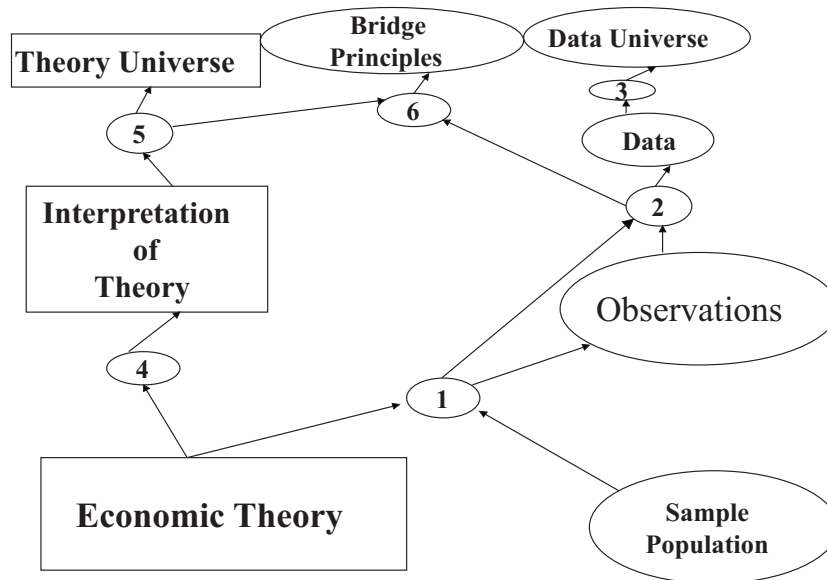 Bridge
Principles
Data Universe
Theory Universe
3
6
5
Data
2
Interpretation
of
Theory
Observations
4
1
Economic Theory
Sample
Population